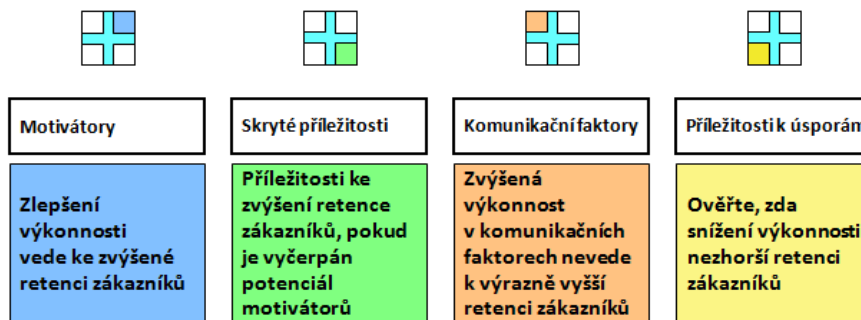 Motivátory
Skryté příležitosti
Komunikační faktory
Příležitosti k úsporám
Zlepšení
výkonnosti
vede ke zvýšené
retenci zákazníků
Příležitosti ke
zvýšení retence
zákazníků, pokud
je vyčerpán
potenciál
motivátorů
Zvýšená
výkonnost
v komunikačních
faktorech nevede
k výrazně vyšší
retenci zákazníků
Ověřte, zda
snížení výkonnosti
nezhorší retenci
zákazníků